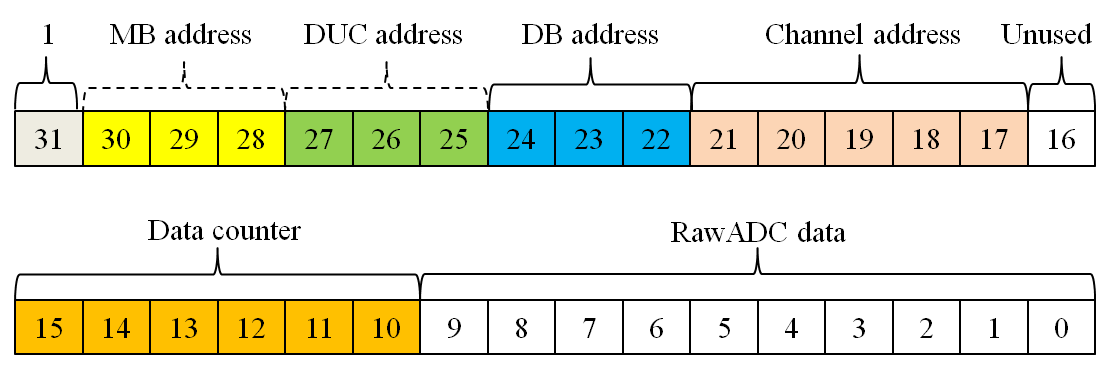 1 MB address DUC address DB address Channel address Unused
31 30 29 28 27 26 25 24 23 22 21 20 19 18 17 16
Data counter RawADC data
15 14 13 12 11 10 9 8 7 6 5 4 3 2 1 0